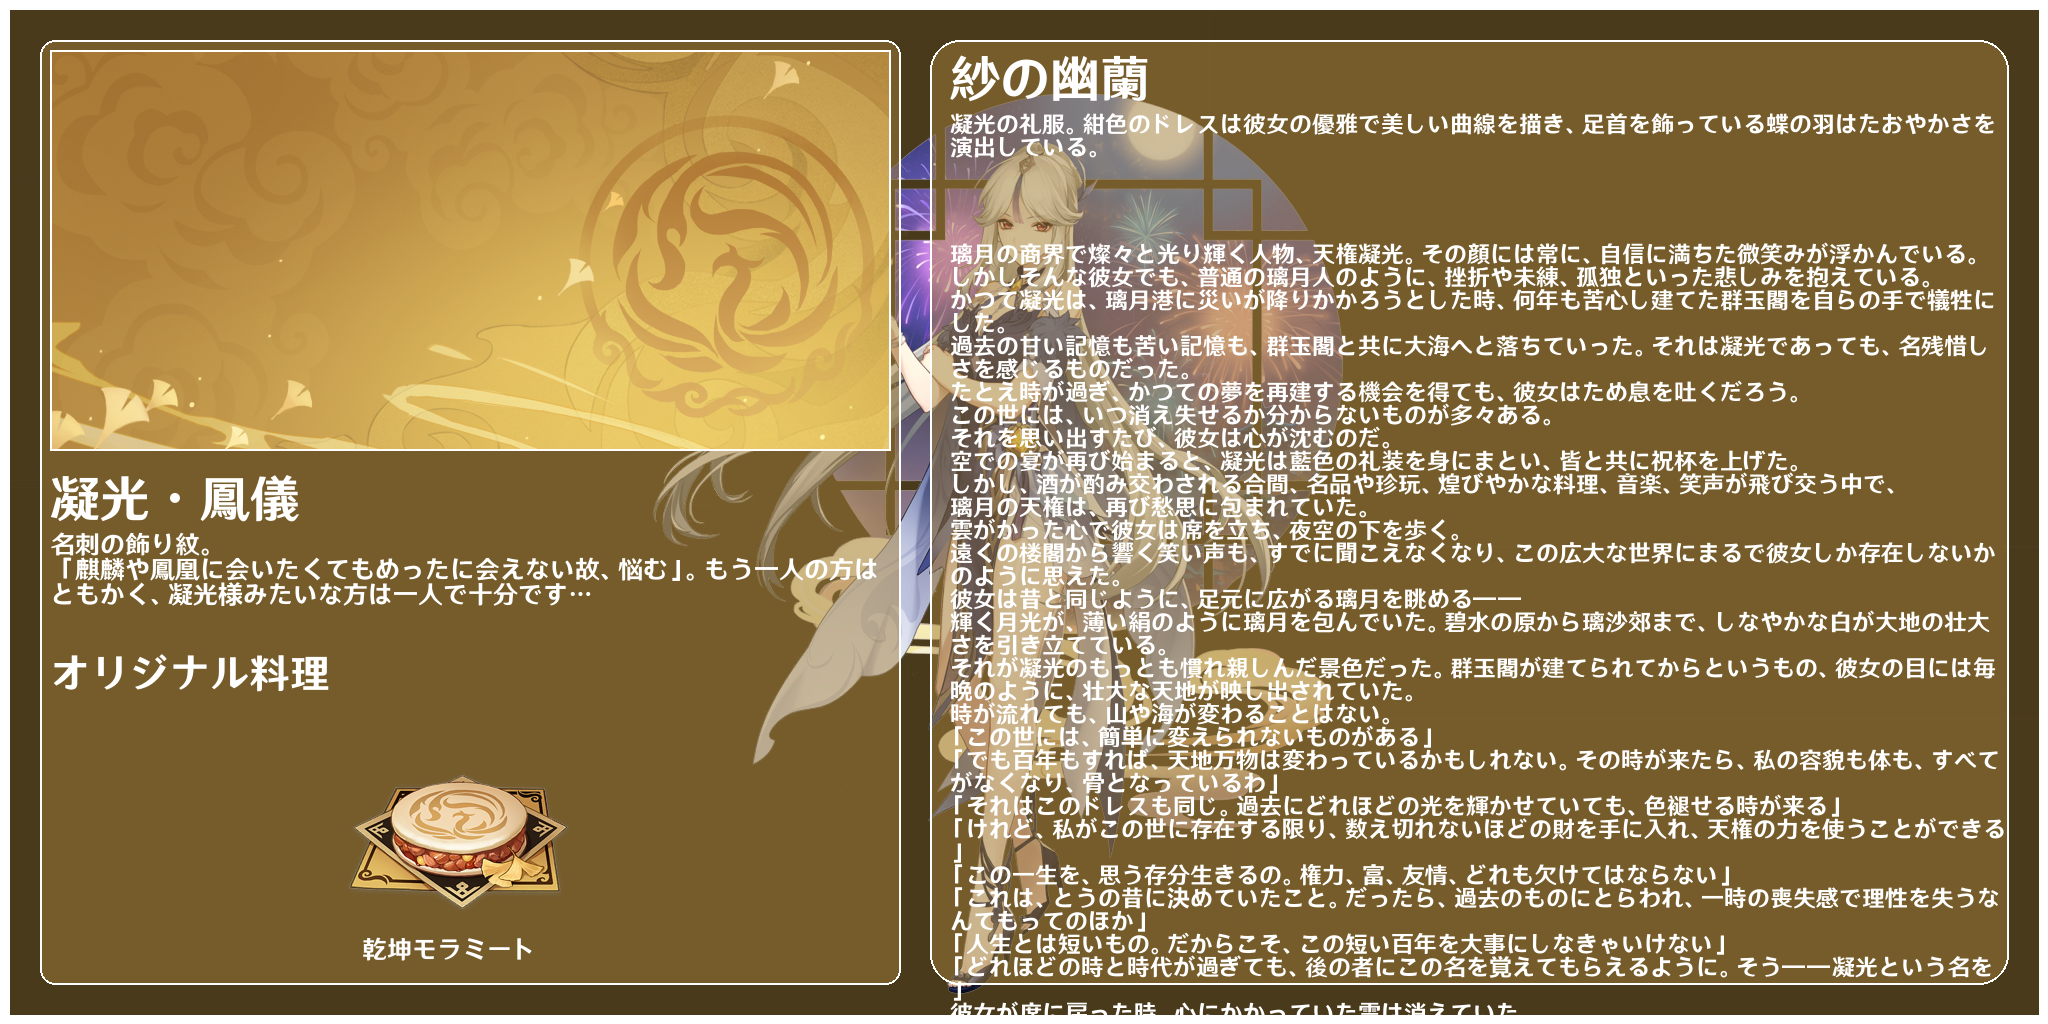 凝光・鳳儀
名刺の飾り紋。
「麒麟や鳳凰に会いたくてもめったに会えない故、悩む」。もう一人の方は
ともかく、凝光様みたいな方は一人で十分です…
オリジナル料理
乾坤モラミート
紗の幽蘭
凝光の礼服。紺色のドレスは彼女の優雅で美しい曲線を描き、足首を飾っている蝶の羽はたおやかさを
演出している。
璃月の商界で燦々と光り輝く人物、天権凝光。その顔には常に、自信に満ちた微笑みが浮かんでいる。
しかしそんな彼女でも、普通の璃月人のように、挫折や未練、孤独といった悲しみを抱えている。
かつて凝光は、璃月港に災いが降りかかろうとした時、何年も苦心し建てた群玉閣を自らの手で犠牲に
した。
過去の甘い記憶も苦い記憶も、群玉閣と共に大海へと落ちていった。それは凝光であっても、名残惜し
さを感じるものだった。
たとえ時が過ぎ、かつての夢を再建する機会を得ても、彼女はため息を吐くだろう。
この世には、いつ消え失せるか分からないものが多々ある。
それを思い出すたび、彼女は心が沈むのだ。
空での宴が再び始まると、凝光は藍色の礼装を身にまとい、皆と共に祝杯を上げた。
しかし、酒が酌み交わされる合間、名品や珍玩、煌びやかな料理、音楽、笑声が飛び交う中で、
璃月の天権は、再び愁思に包まれていた。
雲がかった心で彼女は席を立ち、夜空の下を歩く。
遠くの楼閣から響く笑い声も、すでに聞こえなくなり、この広大な世界にまるで彼女しか存在しないか
のように思えた。
彼女は昔と同じように、足元に広がる璃月を眺める——
輝く月光が、薄い絹のように璃月を包んでいた。碧水の原から璃沙郊まで、しなやかな白が大地の壮大
さを引き立てている。
それが凝光のもっとも慣れ親しんだ景色だった。群玉閣が建てられてからというもの、彼女の目には毎
晩のように、壮大な天地が映し出されていた。
時が流れても、山や海が変わることはない。
「この世には、簡単に変えられないものがある」
「でも百年もすれば、天地万物は変わっているかもしれない。その時が来たら、私の容貌も体も、すべて
がなくなり、骨となっているわ」
「それはこのドレスも同じ。過去にどれほどの光を輝かせていても、色褪せる時が来る」
「けれど、私がこの世に存在する限り、数え切れないほどの財を手に入れ、天権の力を使うことができる
」
「この一生を、思う存分生きるの。権力、富、友情、どれも欠けてはならない」
「これは、とうの昔に決めていたこと。だったら、過去のものにとらわれ、一時の喪失感で理性を失うな
んてもってのほか」
「人生とは短いもの。だからこそ、この短い百年を大事にしなきゃいけない」
「どれほどの時と時代が過ぎても、後の者にこの名を覚えてもらえるように。そう——凝光という名を
」
彼女が席に戻った時、心にかかっていた雲は消えていた